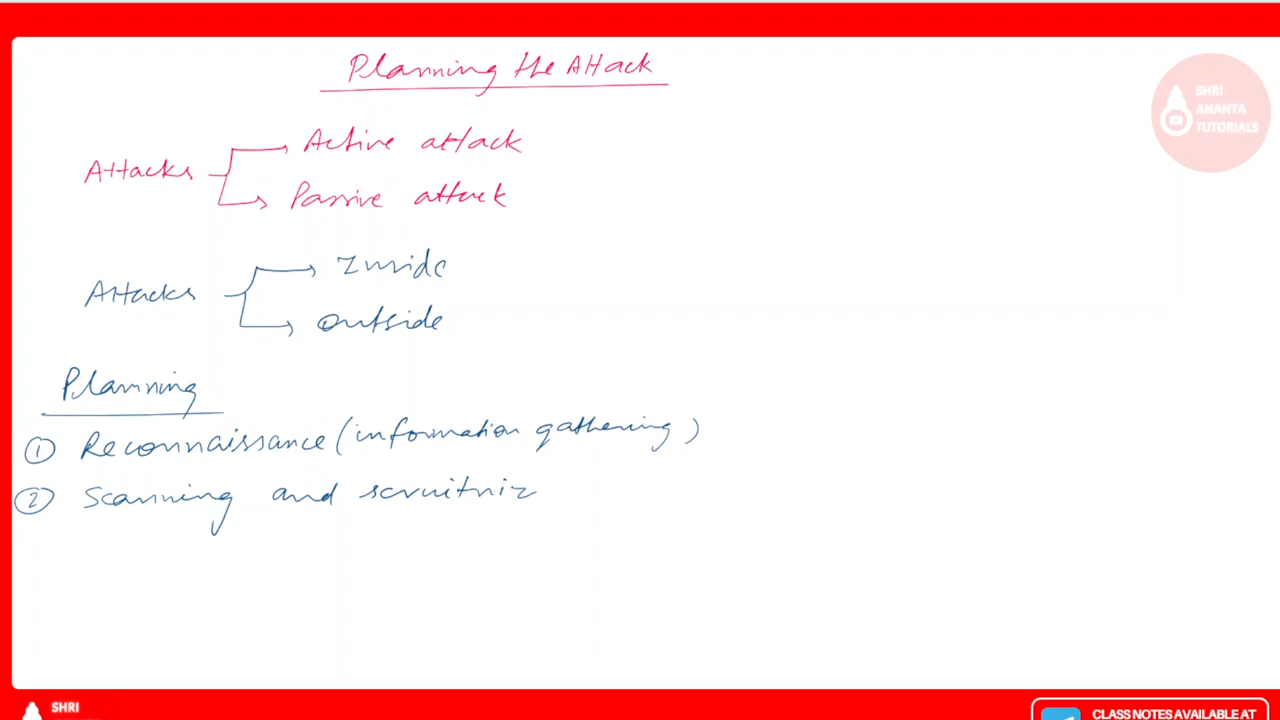 Planning the Attack
SHRI
ANANTA
TUTORIALS
Attacks
Active attack
Passive attack
Attacks
Inside
outside
Planning
① Reconnaissance (information gathering)
② Scanning and scruitniz
SHRI
CLASS NOTES AVAILABLE AT